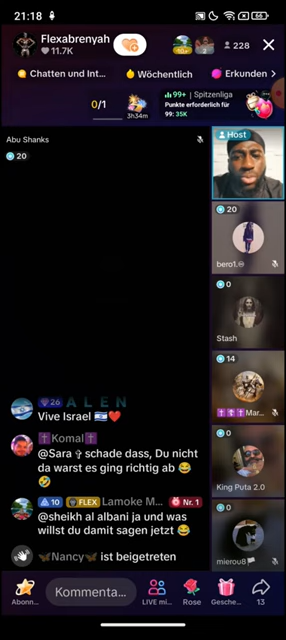 21:18
66
Flexabrenyah
11.7K
40+
2
228
Chatten und Int...
Wöchentlich
Erkunden
0/1
3h34m
99+ | Spitzenliga
Punkte erforderlich für
99: 35K
Abu Shanks
20
Host
20
bero1.
0
Stash
14
Mar...
0
King Puta 2.0
0
mierou8
26 A L E N
Vive Israel 🇮🇱❤️
✝️Komal✝️
@Sara ✞ schade dass, Du nicht
da warst es ging richtig ab 😂
🤣
10 FLEX Lamoke M... Nr. 1
@sheikh al albani ja und was
willst du damit sagen jetzt 😂
🦋Nancy🦋 ist beigetreten
Abonn...
Kommenta...
LIVE mi...
Rose
Gesche...
13